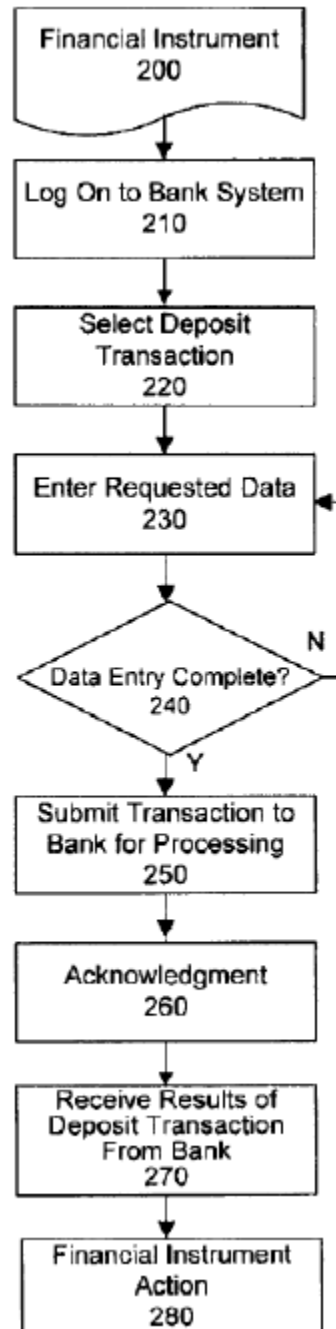 Financial Instrument
200
Log On to Bank System
210
Select Deposit
Transaction
220
Enter Requested Data
230
N
Data Entry Complete?
240
Y
Submit Transaction to
Bank for Processing
250
Acknowledgment
260
Receive Results of
Deposit Transaction
From Bank
270
Financial Instrument
Action
280